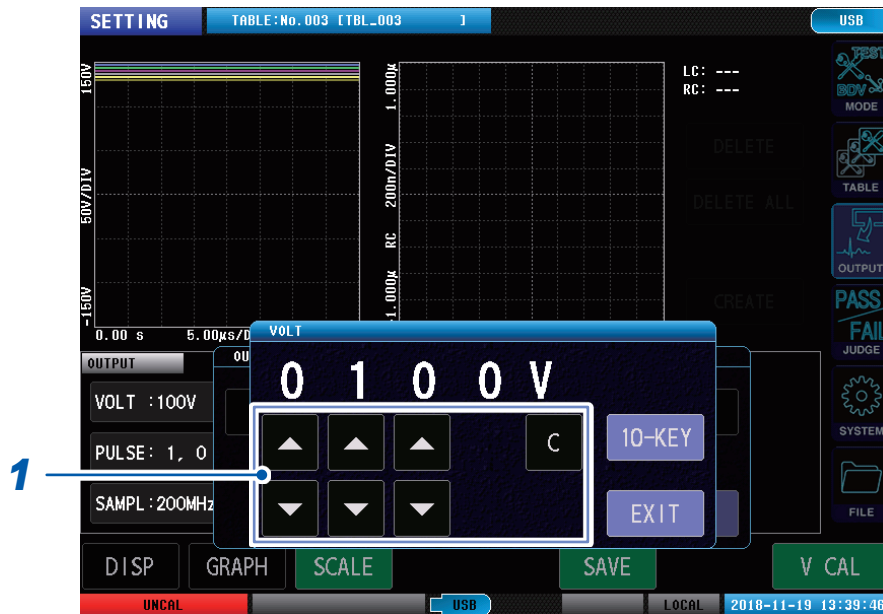 SETTING
TABLE:No.003 [TBL_003 ]
USB
150V
50V/DIV
-150V
0.00 s
5.00µs/D
1.000µ
200n/DIV
RC
-1.000µ
LC: ---
RC: ---
DELETE
DELETE ALL
CREATE
TEST
BDV
MODE
TABLE
OUTPUT
PASS
FAIL
JUDGE
SYSTEM
FILE
OUTPUT
VOLT :100V
PULSE: 1, 0
SAMPL:200MHz
OU
VOLT
0 1 0 0 V
C
10-KEY
EXIT
1
DISP
GRAPH
SCALE
SAVE
V CAL
UNCAL
USB
LOCAL
2018-11-19 13:39:46